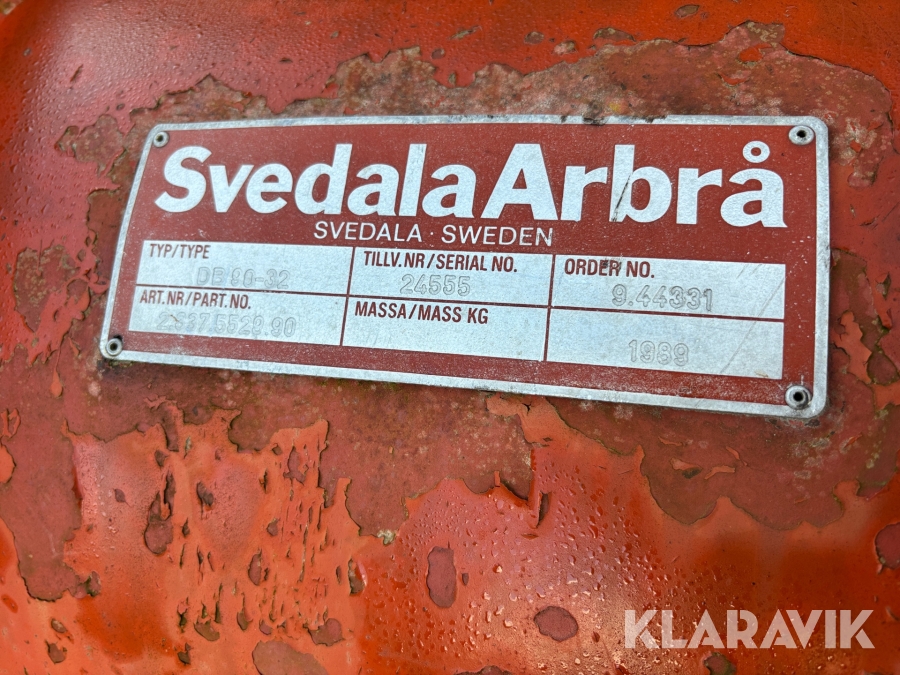 SvedalaArbrå
SVEDALA · SWEDEN
TYP/TYPE TILLV.NR/SERIAL NO. ORDER NO.
24555 9.44331
ART.NR/PART.NO. MASSA/MASS KG
1989
KLARAVIK